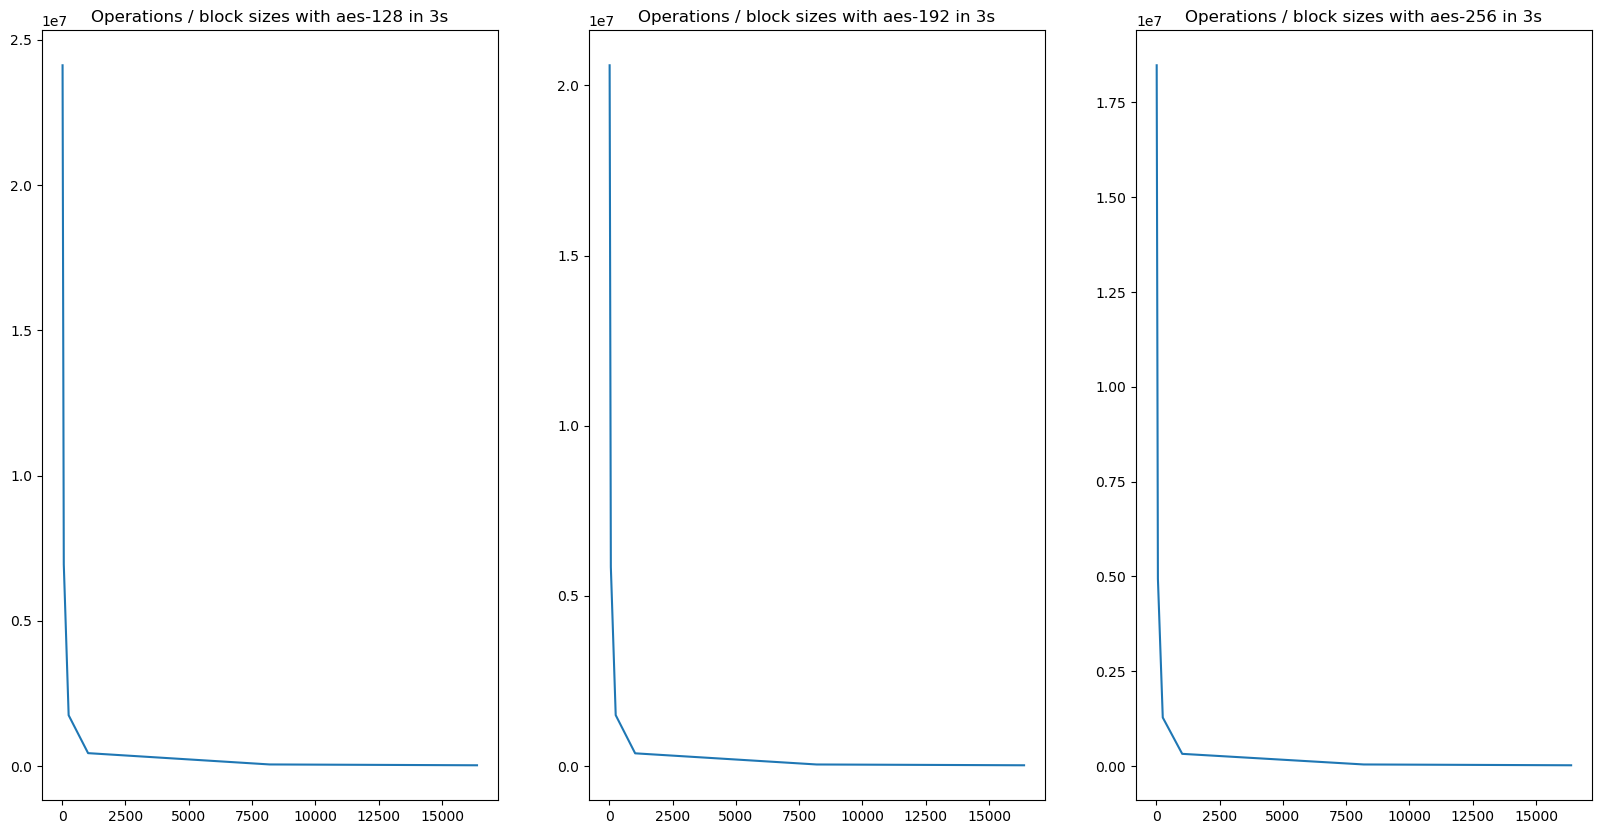 Operations / block sizes with aes-128 in 3s
1e7
2.5
2.0
1.5
1.0
0.5
0.0
0 2500 5000 7500 10000 12500 15000
Operations / block sizes with aes-192 in 3s
1e7
2.0
1.5
1.0
0.5
0.0
0 2500 5000 7500 10000 12500 15000
Operations / block sizes with aes-256 in 3s
1e7
1.75
1.50
1.25
1.00
0.75
0.50
0.25
0.00
0 2500 5000 7500 10000 12500 15000